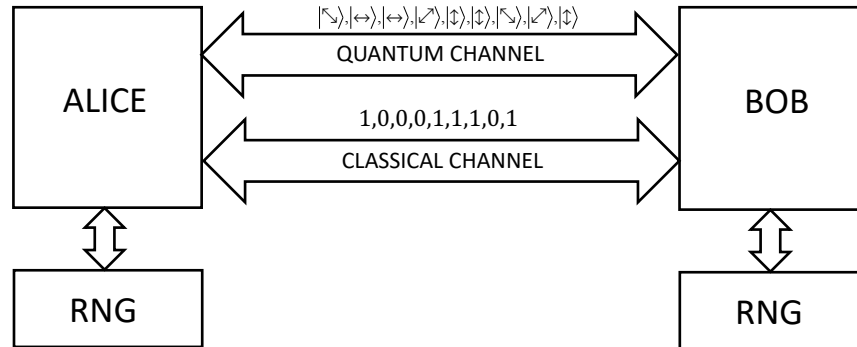 |⤡⟩,|↔⟩,|↔⟩,|⤢⟩,|↕⟩,|↕⟩,|⤡⟩,|⤢⟩,|↕⟩
QUANTUM CHANNEL
ALICE
BOB
1,0,0,0,1,1,1,0,1
CLASSICAL CHANNEL
RNG
RNG